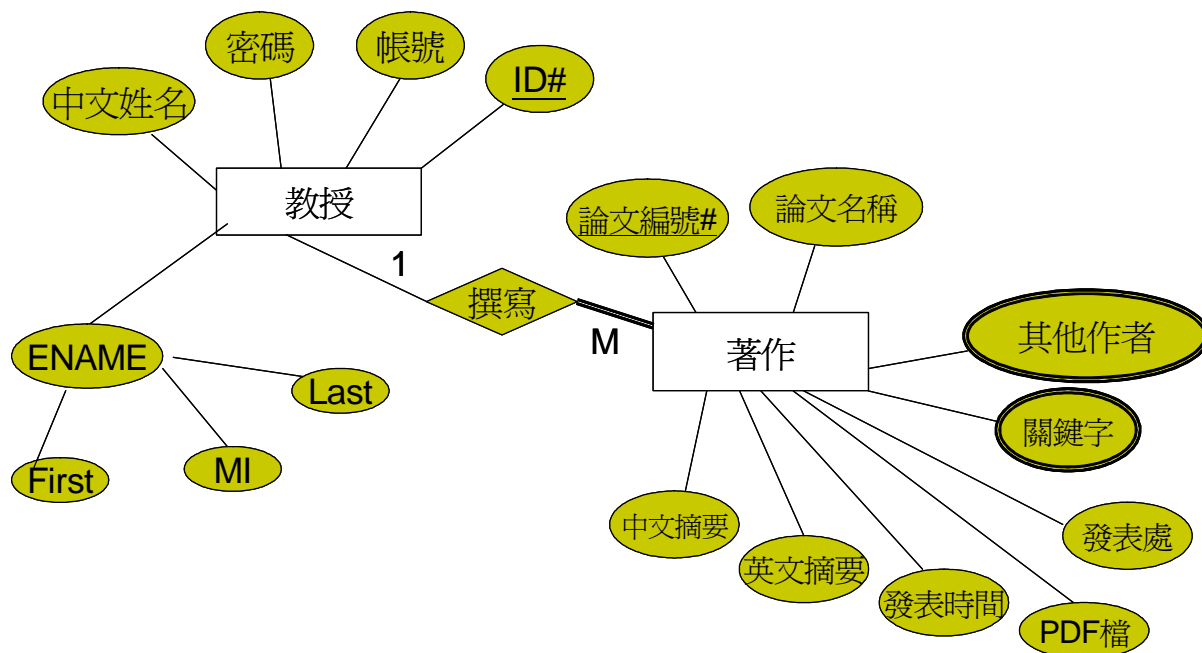 密碼
帳號
ID#
中文姓名
教授
論文編號#
論文名稱
1
撰寫
M
著作
其他作者
ENAME
Last
關鍵字
First
MI
中文摘要
英文摘要
發表時間
PDF檔
發表處